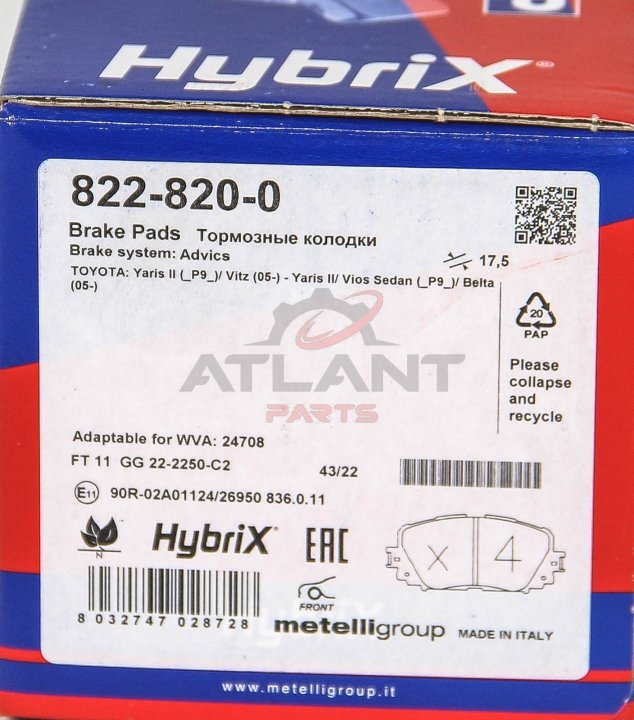 HybriX®
822-820-0
Brake Pads Тормозные колодки
Brake system: Advics
17,5
TOYOTA: Yaris II (_P9_)/ Vitz (05-) - Yaris II/ Vios Sedan (_P9_)/ Belta
(05-)
20
PAP
Please
collapse
and
recycle
ATLANT
PARTS
Adaptable for WVA: 24708
FT 11 GG 22-2250-C2
43/22
E11 90R-02A01124/26950 836.0.11
N
HybriX®
EAC
x 4
FRONT
8 032747 028728
metelligroup MADE IN ITALY
HybriX
www.metelligroup.it